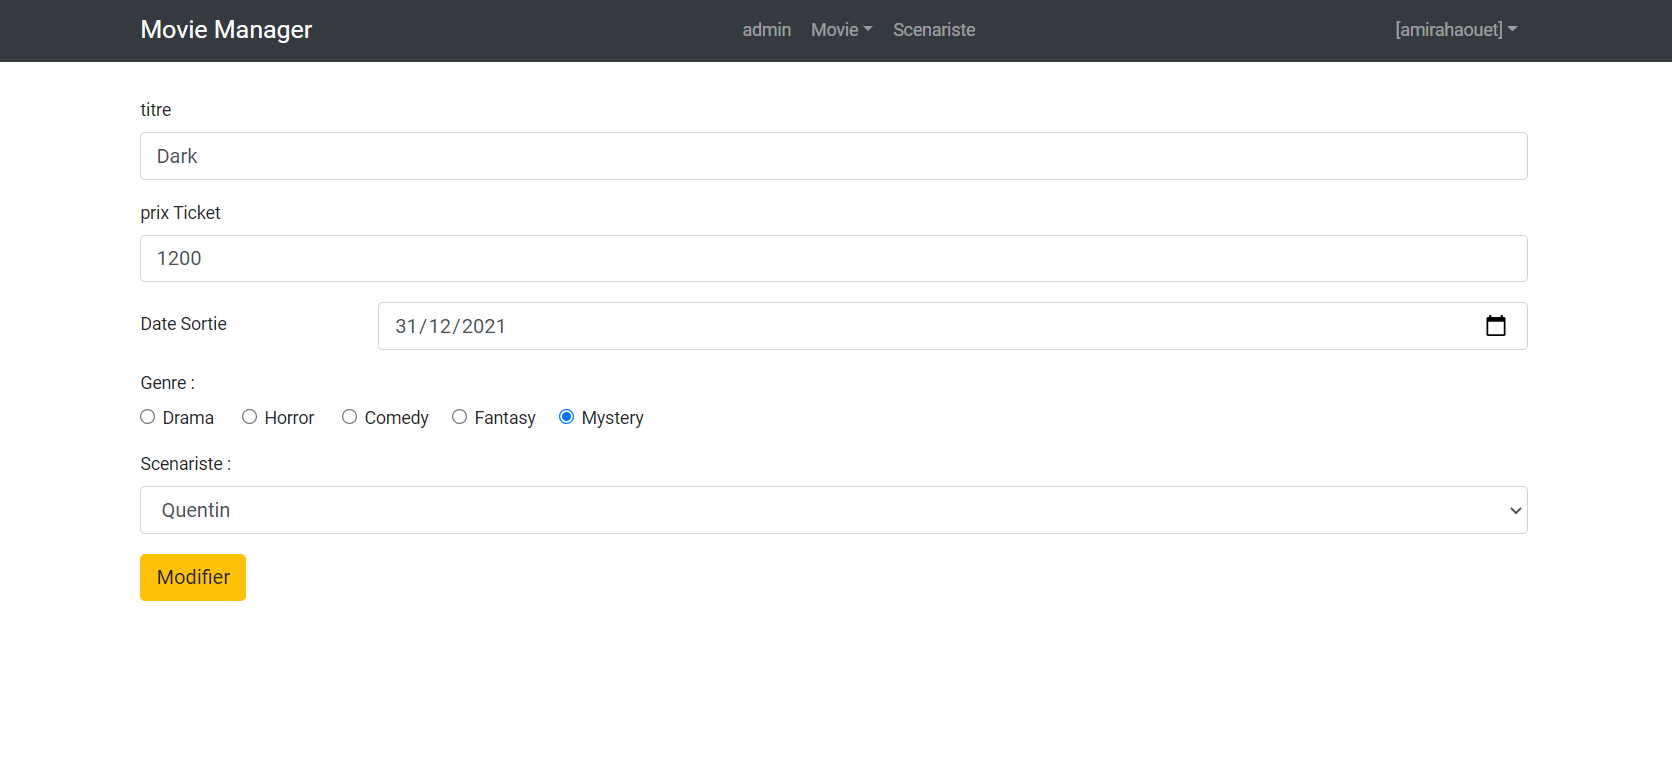 Movie Manager admin Movie Scenariste [amirahaouet]
titre
Dark
prix Ticket
1200
Date Sortie 31/12/2021
Genre :
Drama Horror Comedy Fantasy Mystery
Scenariste :
Quentin
Modifier